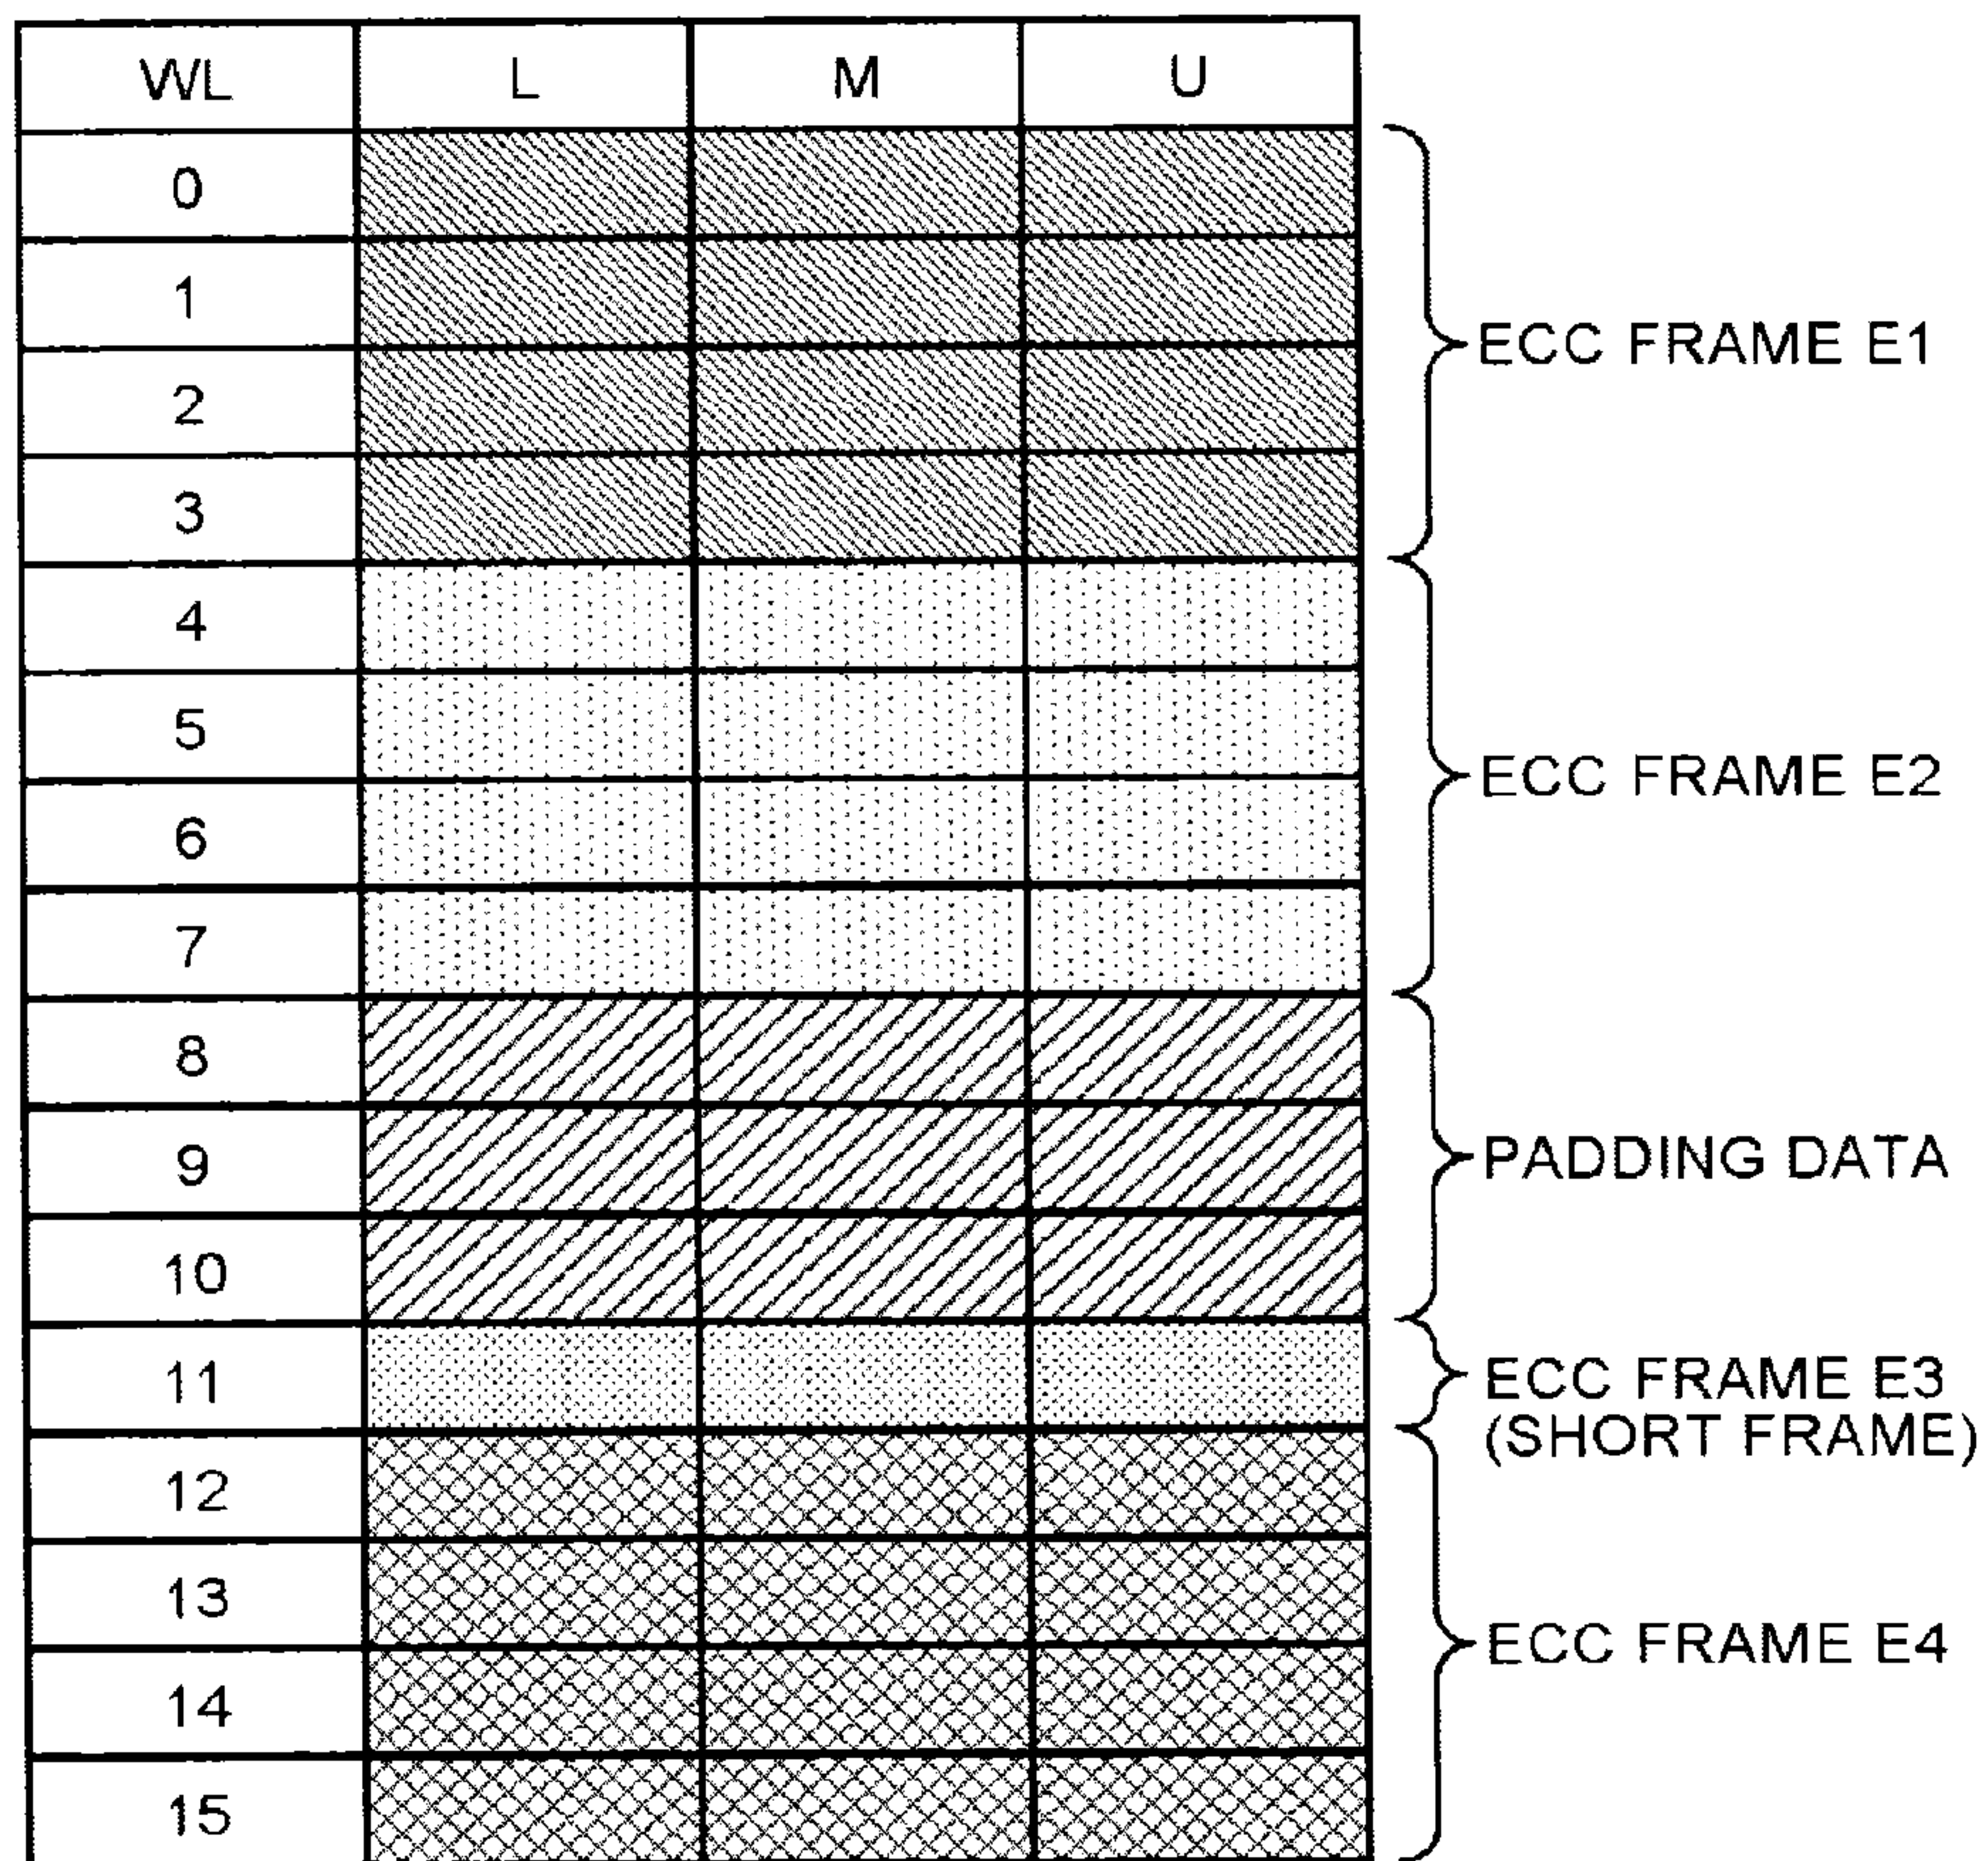 WL L M U
0
1
2
3
ECC FRAME E1
4
5
6
7
ECC FRAME E2
8
9
10
PADDING DATA
11
ECC FRAME E3
(SHORT FRAME)
12
13
14
15
ECC FRAME E4